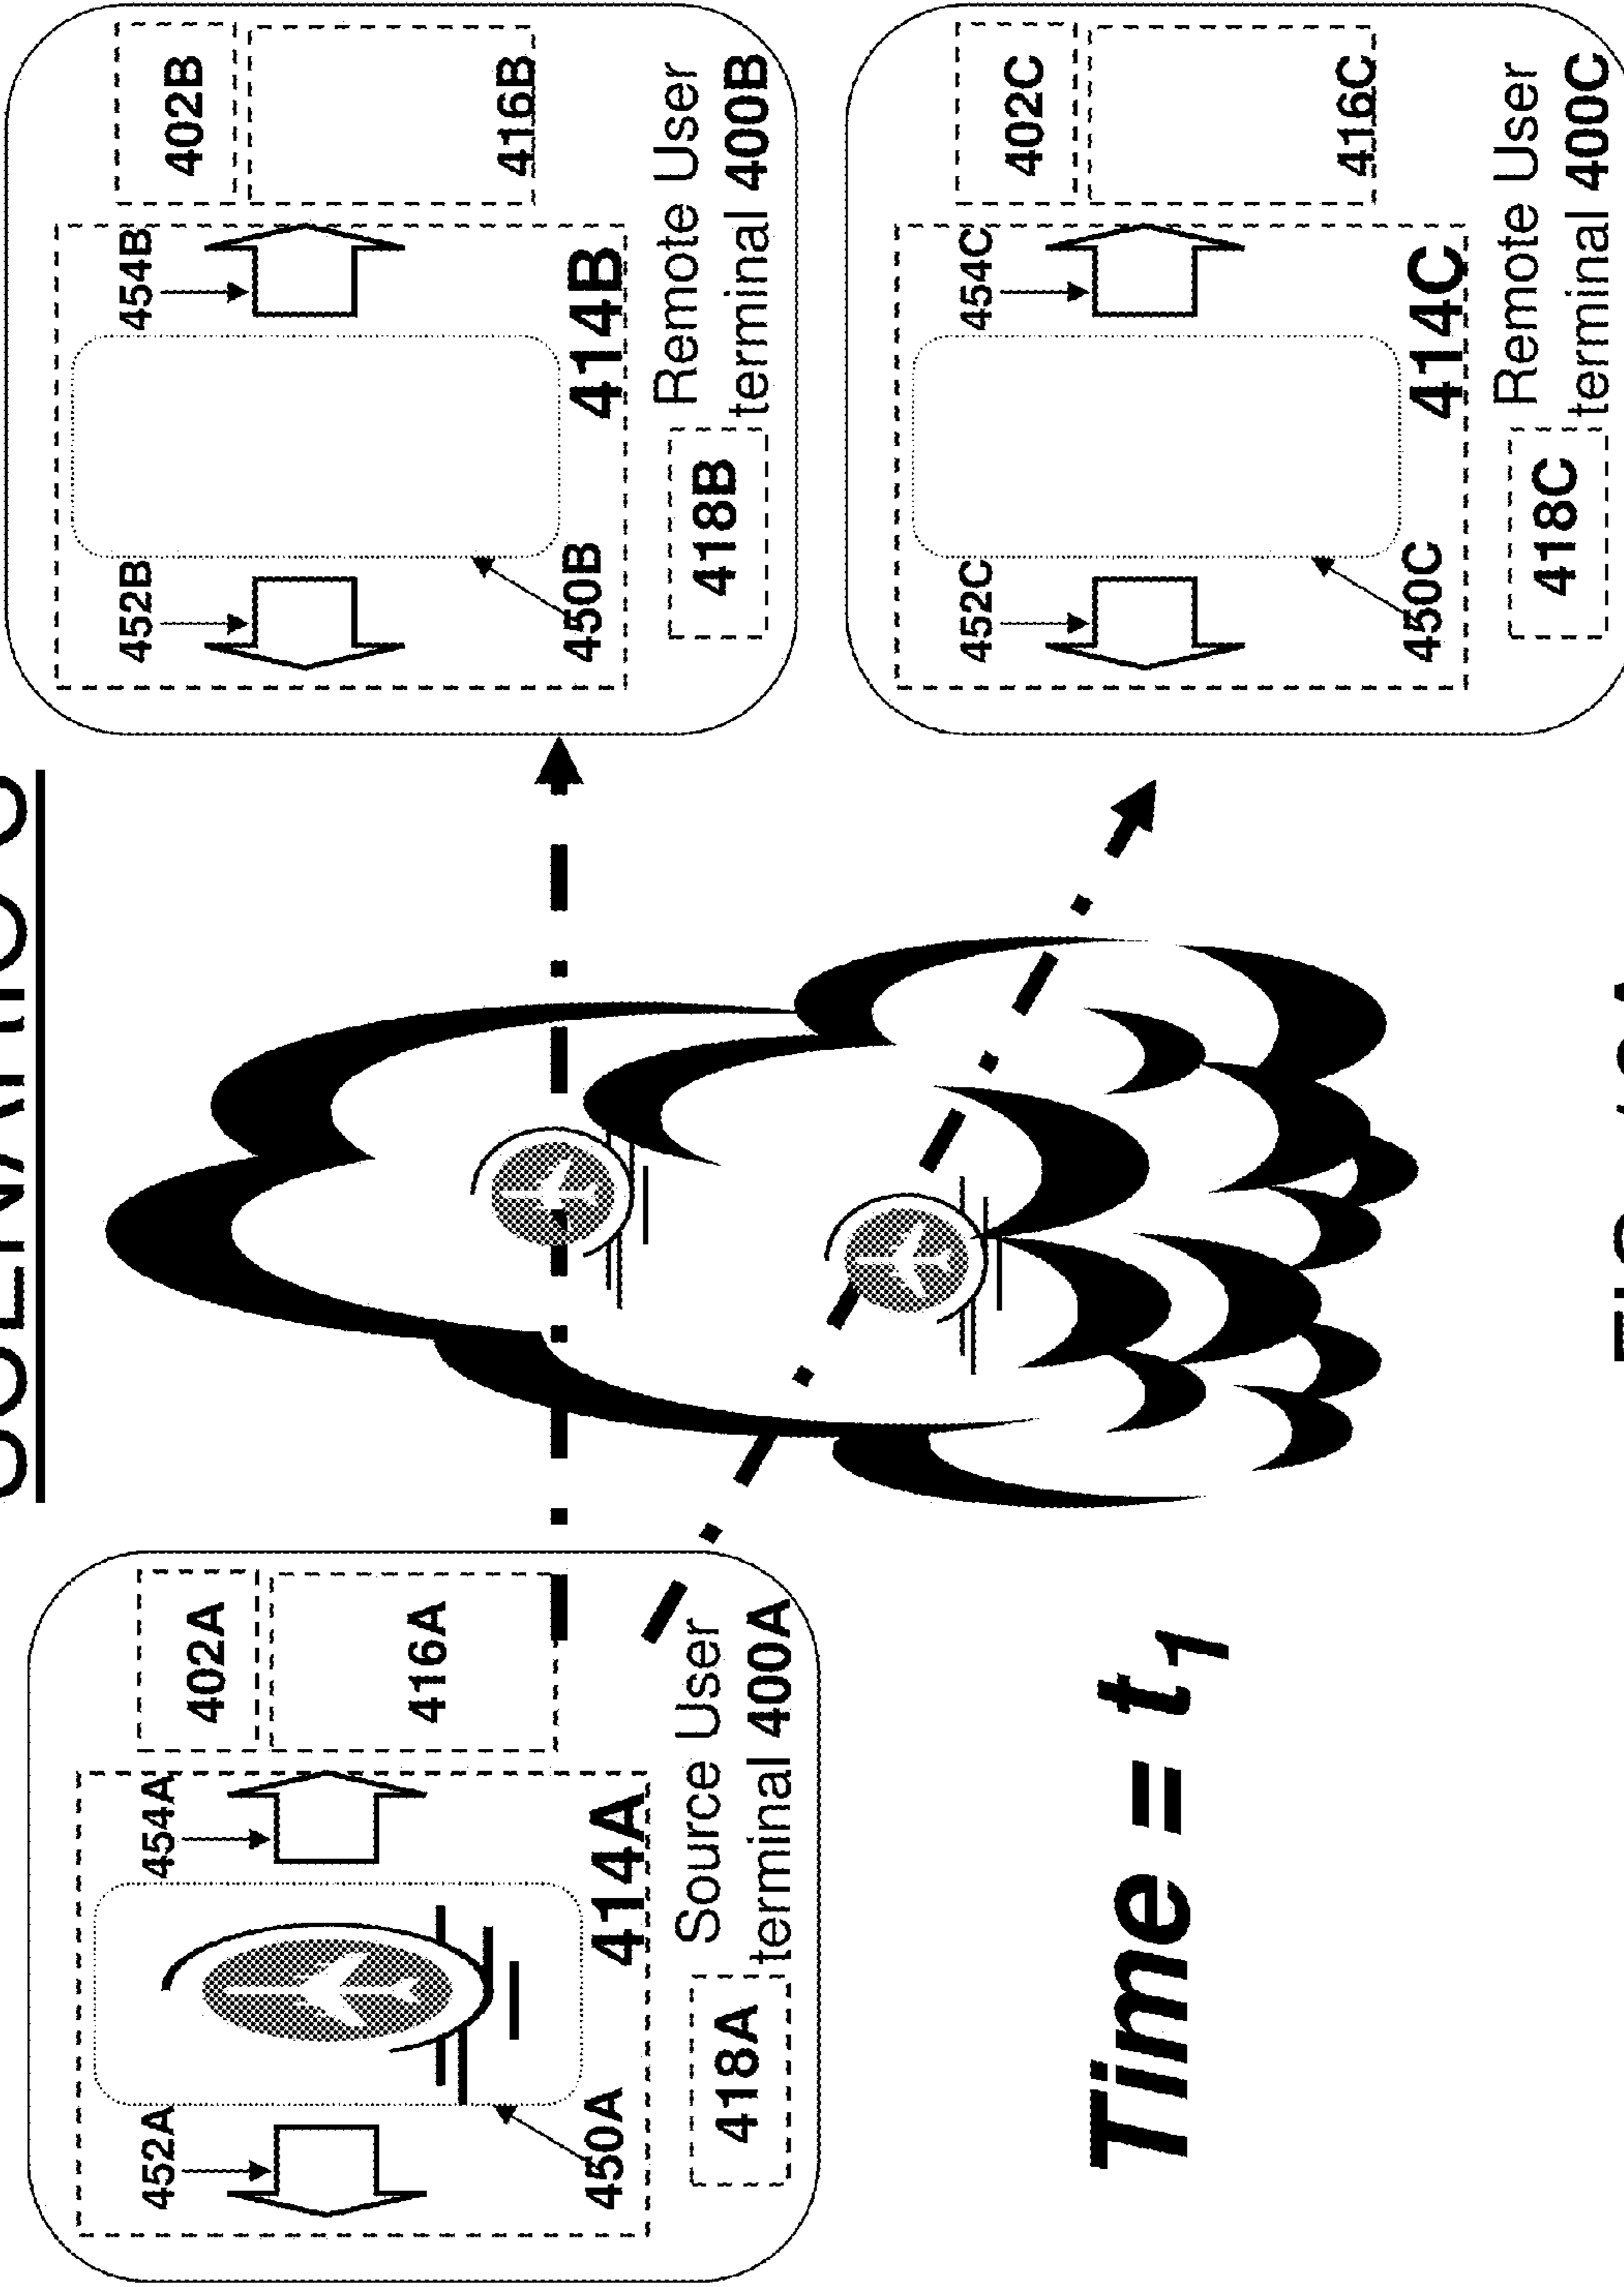 SCENARIO
452A
454A
402A
416A
450A
414A
418A
Source User
terminal 400A
452B
454B
402B
416B
450B
414B
418B
Remote User
terminal 400B
452C
454C
402C
416C
450C
414C
418C
Remote User
terminal 400C
Time = t1